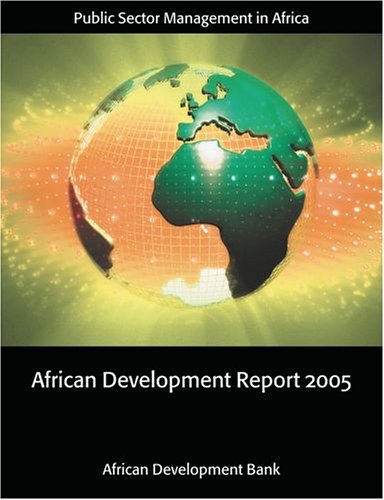 Public Sector Management in Africa
African Development Report 2005
African Development Bank